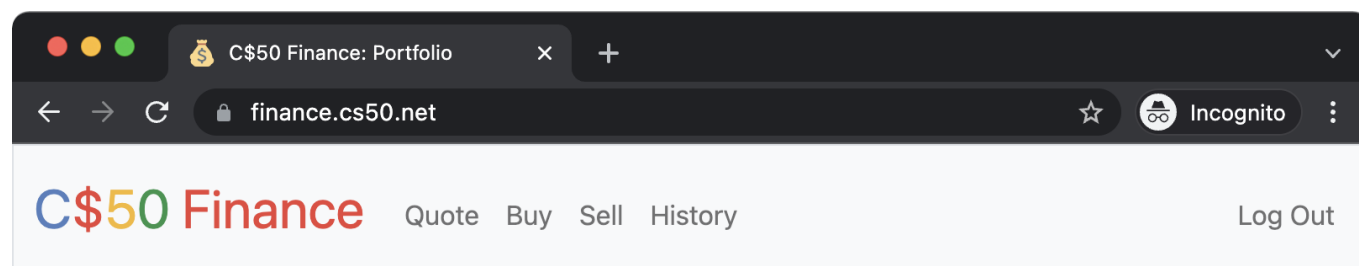 C$50 Finance: Portfolio
finance.cs50.net
Incognito
C$50 Finance Quote Buy Sell History Log Out